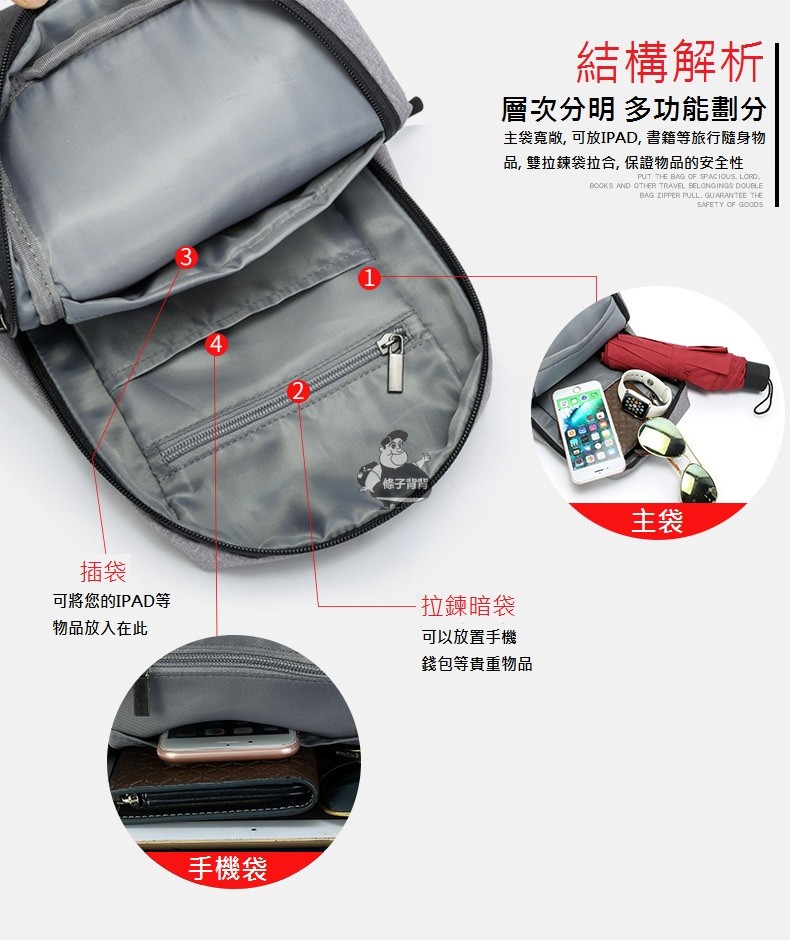 結構解析
層次分明 多功能劃分
主袋寬敞, 可放IPAD, 書籍等旅行隨身物
品, 雙拉鍊袋拉合, 保證物品的安全性
PUT THE BAG OF SPACIOUS, LORD,
BOOKS AND OTHER TRAVEL BELONGINGS DOUBLE
BAG ZIPPER PULL, GUARANTEE THE
SAFETY OF GOODS
3
1
4
2
條子背背
主袋
插袋
可將您的IPAD等
物品放入在此
拉鍊暗袋
可以放置手機
錢包等貴重物品
手機袋